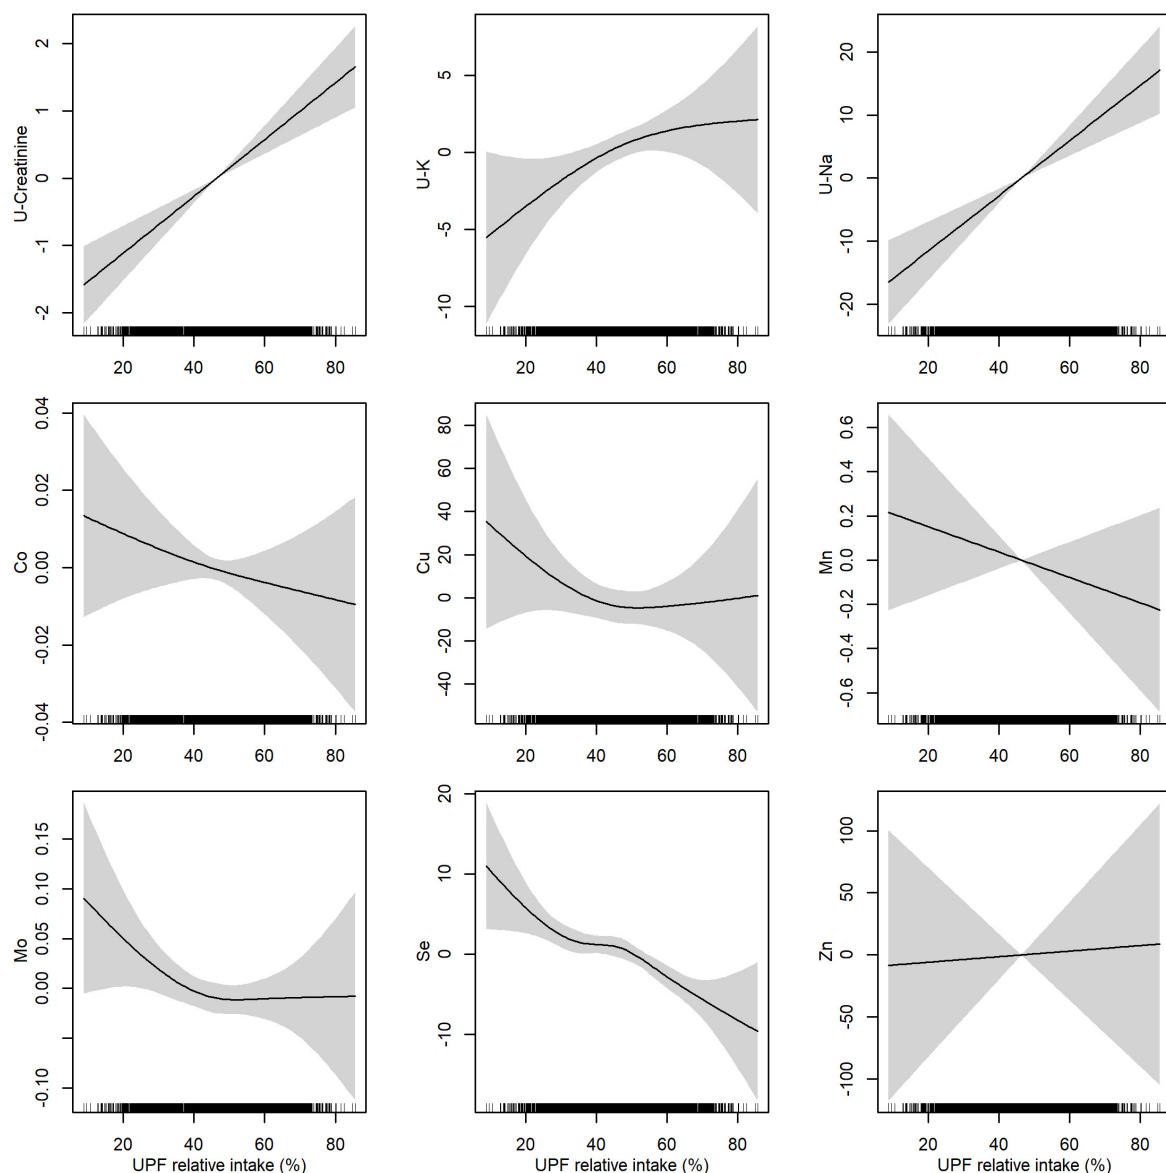 U-Creatinine
2
1
0
-1
-2
20 40 60 80
U-K
5
0
-5
-10
20 40 60 80
U-Na
20
10
0
-10
-20
20 40 60 80
Co
0.04
0.02
0.00
-0.02
-0.04
20 40 60 80
Cu
80
60
40
20
0
-20
-40
20 40 60 80
Mn
0.6
0.4
0.2
0.0
-0.2
-0.4
-0.6
20 40 60 80
Mo
0.15
0.10
0.05
0.00
-0.10
20 40 60 80
UPF relative intake (%)
Se
20
10
0
-10
20 40 60 80
UPF relative intake (%)
Zn
100
50
0
-50
-100
20 40 60 80
UPF relative intake (%)